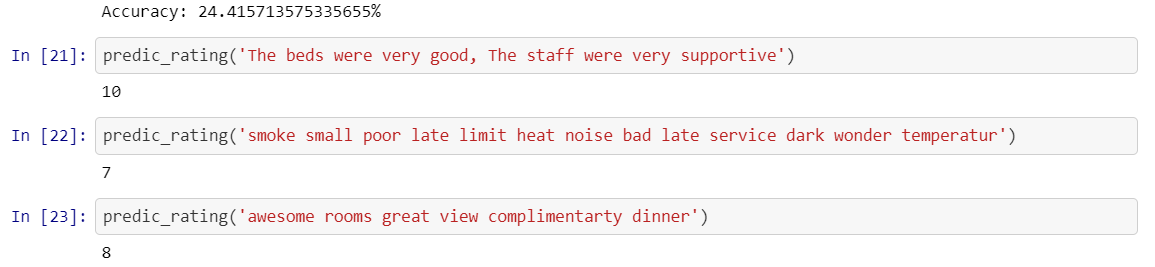 Accuracy: 24.415713575335655%
In [21]: predic_rating('The beds were very good, The staff were very supportive')
10
In [22]: predic_rating('smoke small poor late limit heat noise bad late service dark wonder temperatur')
7
In [23]: predic_rating('awesome rooms great view complimentarty dinner')
8